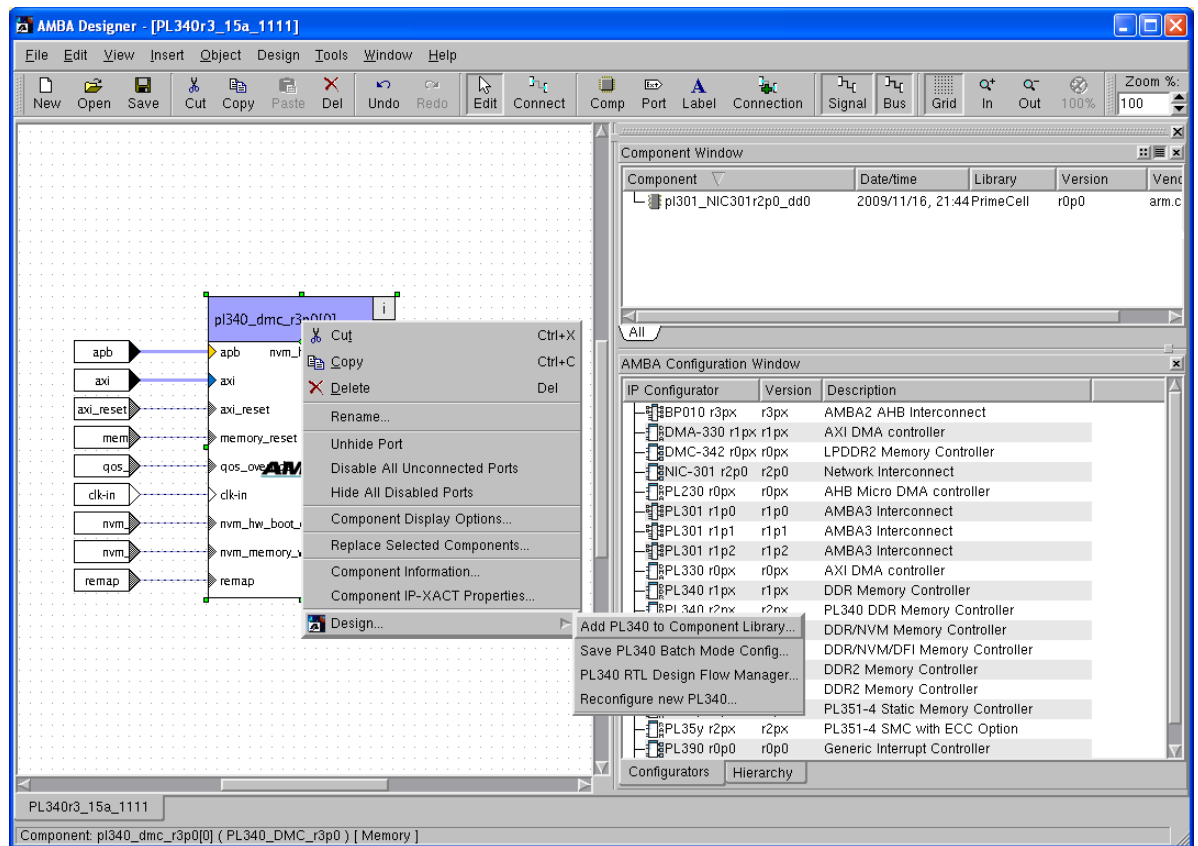 AMBA Designer - [PL340r3_15a_1111]
File Edit View Insert Object Design Tools Window Help
New Open Save Cut Copy Paste Del Undo Redo Edit Connect Comp Port Label Connection Signal Bus Grid In Out 100% Zoom %:
100
Component Window
Component Date/time Library Version Vend
pl301_NIC301r2p0_dd0 2009/11/16, 21:44 PrimeCell r0p0 arm.c
All
pl340_dmc_r3p0[0] i
apb apb nvm_
axi axi
axi_reset axi_reset
mem memory_reset
qos_ qos_ove
clk-in clk-in
nvm_ nvm_hw_boot_
nvm_ nvm_memory_
remap remap
Cut Ctrl+X
Copy Ctrl+C
Delete Del
Rename...
Unhide Port
Disable All Unconnected Ports
Hide All Disabled Ports
Component Display Options...
Replace Selected Components...
Component Information...
Component IP-XACT Properties...
Design...
Add PL340 to Component Library...
Save PL340 Batch Mode Config...
PL340 RTL Design Flow Manager...
Reconfigure new PL340...
AMBA Configuration Window
IP Configurator Version Description
BP010 r3px r3px AMBA2 AHB Interconnect
DMA-330 r1px r1px AXI DMA controller
DMC-342 r0px r0px LPDDR2 Memory Controller
NIC-301 r2p0 r2p0 Network Interconnect
PL230 r0px r0px AHB Micro DMA controller
PL301 r1p0 r1p0 AMBA3 Interconnect
PL301 r1p1 r1p1 AMBA3 Interconnect
PL301 r1p2 r1p2 AMBA3 Interconnect
PL330 r0px r0px AXI DMA controller
PL340 r1px r1px DDR Memory Controller
PL340 r2px r2px PL340 DDR Memory Controller
DDR/NVM Memory Controller
DDR/NVM/DFI Memory Controller
DDR2 Memory Controller
DDR2 Memory Controller
PL351-4 Static Memory Controller
PL35y r2px r2px PL351-4 SMC with ECC Option
PL390 r0p0 r0p0 Generic Interrupt Controller
Configurators Hierarchy
PL340r3_15a_1111
Component: pl340_dmc_r3p0[0] ( PL340_DMC_r3p0 ) [ Memory ]